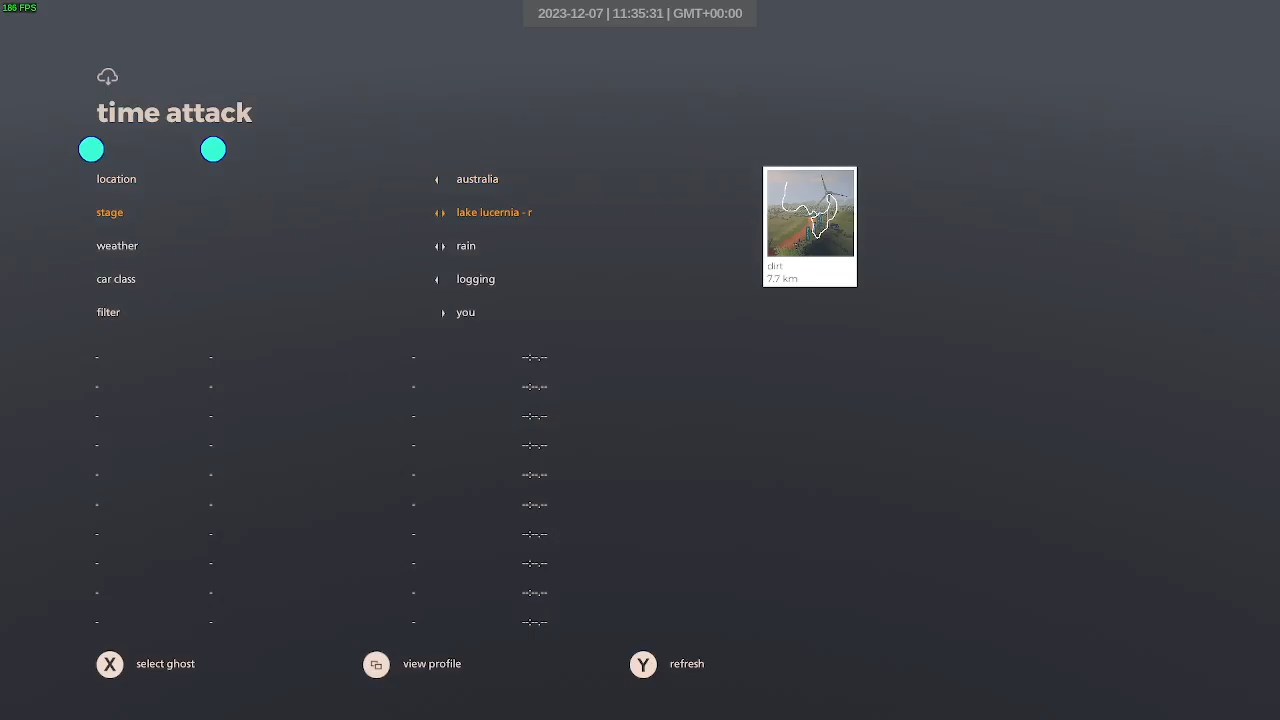 186 FPS
2023-12-07 | 11:35:31 | GMT+00:00
time attack
location australia
stage lake lucernia - r
weather rain
car class logging
filter you
dirt
7.7 km
- - - --:--.--
- - - --:--.--
- - - --:--.--
- - - --:--.--
- - - --:--.--
- - - --:--.--
- - - --:--.--
- - - --:--.--
- - - --:--.--
- - - --:--.--
X select ghost view profile Y refresh